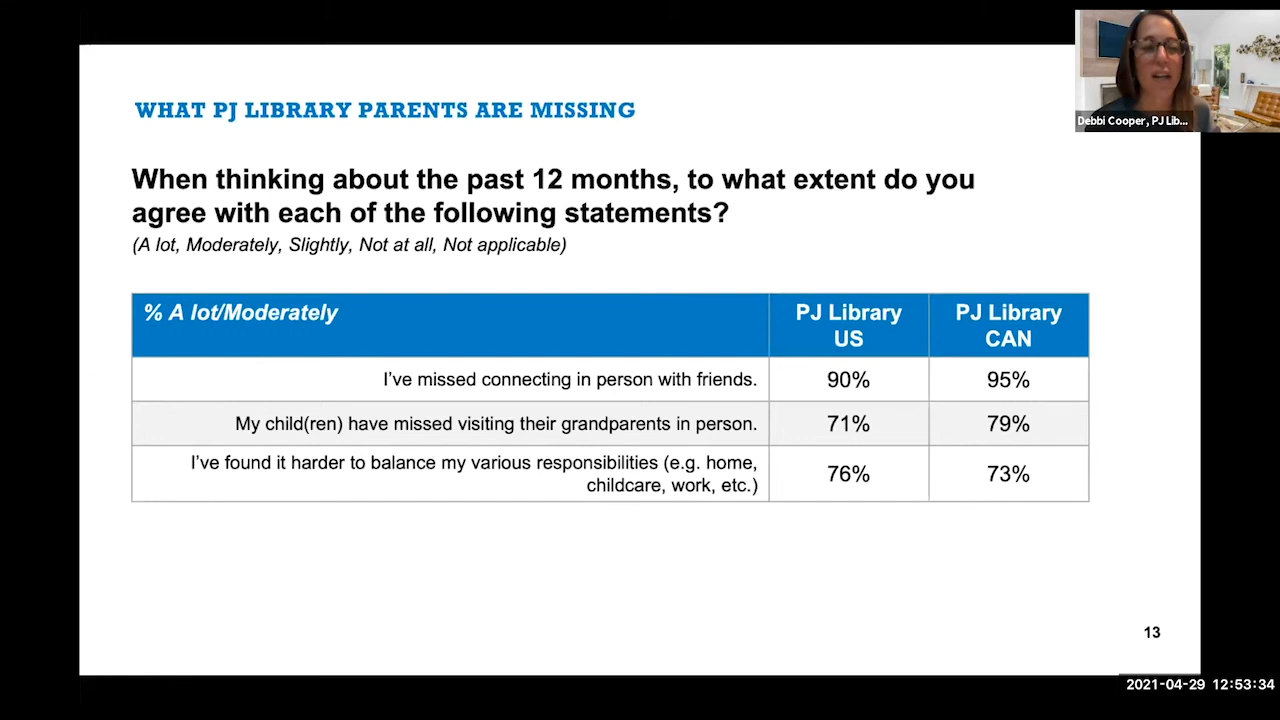 WHAT PJ LIBRARY PARENTS ARE MISSING
Debbi Cooper, PJ Lib...
When thinking about the past 12 months, to what extent do you
agree with each of the following statements?
(A lot, Moderately, Slightly, Not at all, Not applicable)
% A lot/Moderately
PJ Library
US
PJ Library
CAN
I've missed connecting in person with friends.
90%
95%
My child(ren) have missed visiting their grandparents in person.
71%
79%
I've found it harder to balance my various responsibilities (e.g. home,
childcare, work, etc.)
76%
73%
13
2021-04-29 12:53:34